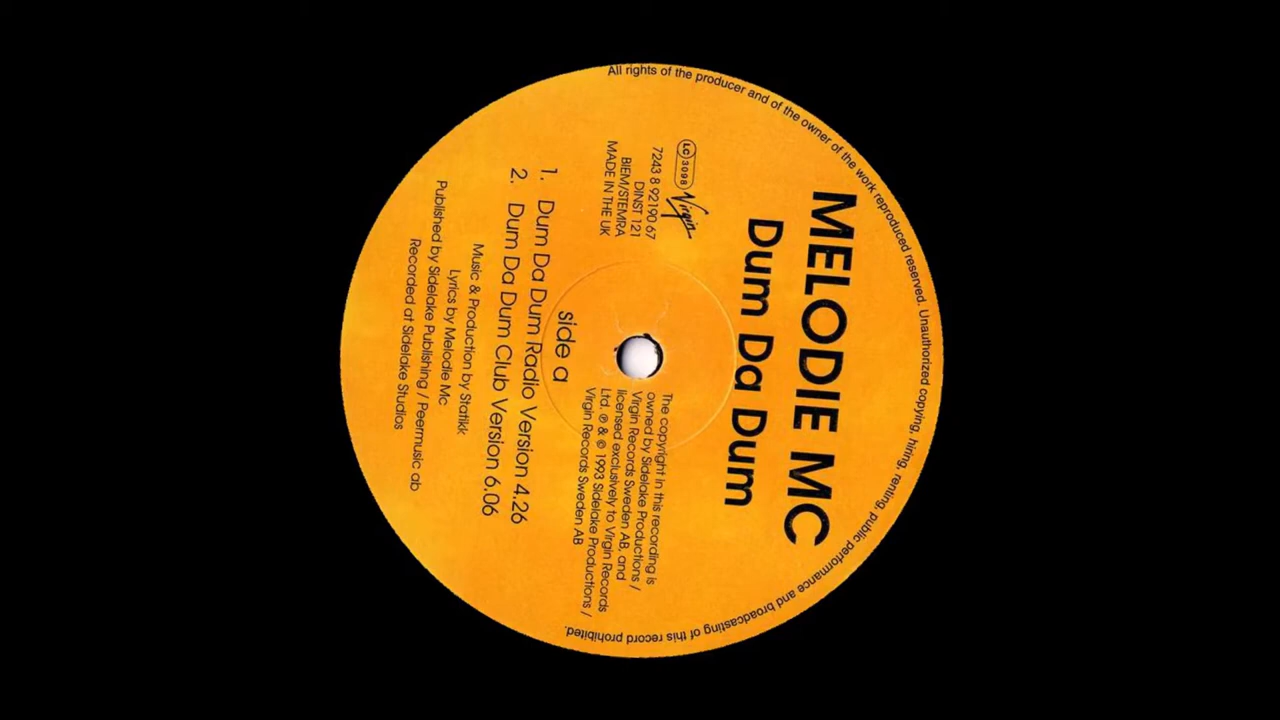 All rights of the producer and of the owner of the work reproduced reserved. Unauthorized copying, hiring, renting, public performance and broadcasting of this record prohibited.
MELODIE MC
Dum Da Dum
LC 3098
Virgin
7243 8 92190 67
DINST 121
BIEM/STEMRA
MADE IN THE UK
The copyright in this recording is
owned by Sidelake Productions /
Virgin Records Sweden AB, and
licensed exclusively to Virgin Records
Ltd. ℗ & © 1993 Sidelake Productions /
Virgin Records Sweden AB
side a
1. Dum Da Dum Radio Version 4.26
2. Dum Da Dum Club Version 6.06
Music & Production by Statikk
Lyrics by Melodie Mc
Published by Sidelake Publishing / Peermusic ab
Recorded at Sidelake Studios